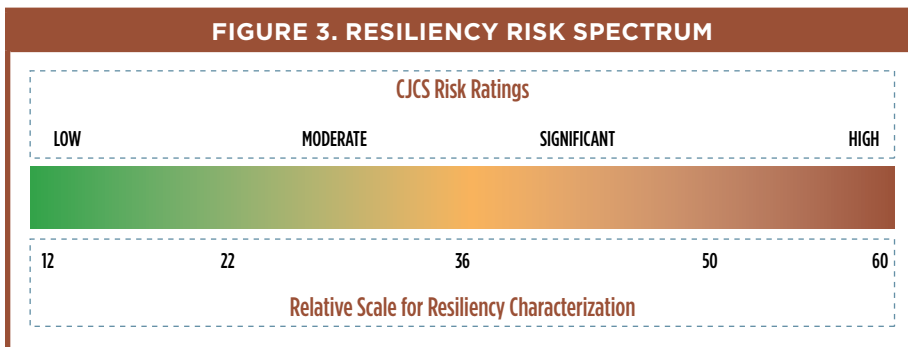 FIGURE 3. RESILIENCY RISK SPECTRUM
CJCS Risk Ratings
LOW MODERATE SIGNIFICANT HIGH
12 22 36 50 60
Relative Scale for Resiliency Characterization